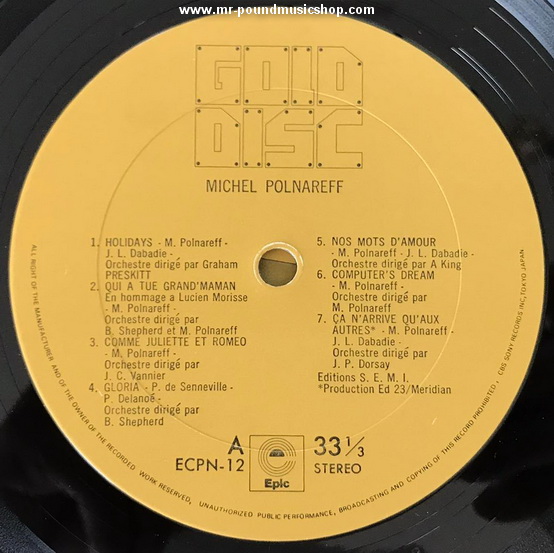 www.mr-poundmusicshop.com
GOLD
DISC
MICHEL POLNAREFF
1. HOLIDAYS - M. Polnareff -
J. L. Dabadie -
Orchestre dirigé par Graham
PRESKITT
2. QUI A TUE GRAND'MAMAN
En hommage a Lucien Morisse
- M. Polnareff -
Orchestre dirigé par
B. Shepherd et M. Polnareff
3. COMME JULIETTE ET ROMEO
- M. Polnareff -
Orchestre dirigé par
J. C. Vannier
4. GLORIA - P. de Senneville -
P. Delanoë -
Orchestre dirigé par
B. Shepherd
5. NOS MOTS D'AMOUR
- M. Polnareff - J. L. Dabadie -
Orchestre dirigé par A King
6. COMPUTER'S DREAM
- M. Polnareff -
Orchestre dirigé par
M. Polnareff
7. ÇA N'ARRIVE QU'AUX
AUTRES* - M. Polnareff -
J. L. Dabadie -
Orchestre dirigé par
J. P. Dorsay
Editions S. E. M. I.
*Production Ed 23/Meridian
A
ECPN-12
Epic
33 1/3
STEREO
ALL RIGHT OF THE MANUFACTURER AND OF THE OWNER OF THE RECORDED WORK RESERVED, UNAUTHORIZED PUBLIC PERFORMANCE, BROADCASTING AND COPYING OF THIS RECORD PROHIBITED, CBS SONY RECORDS INC, TOKYO JAPAN